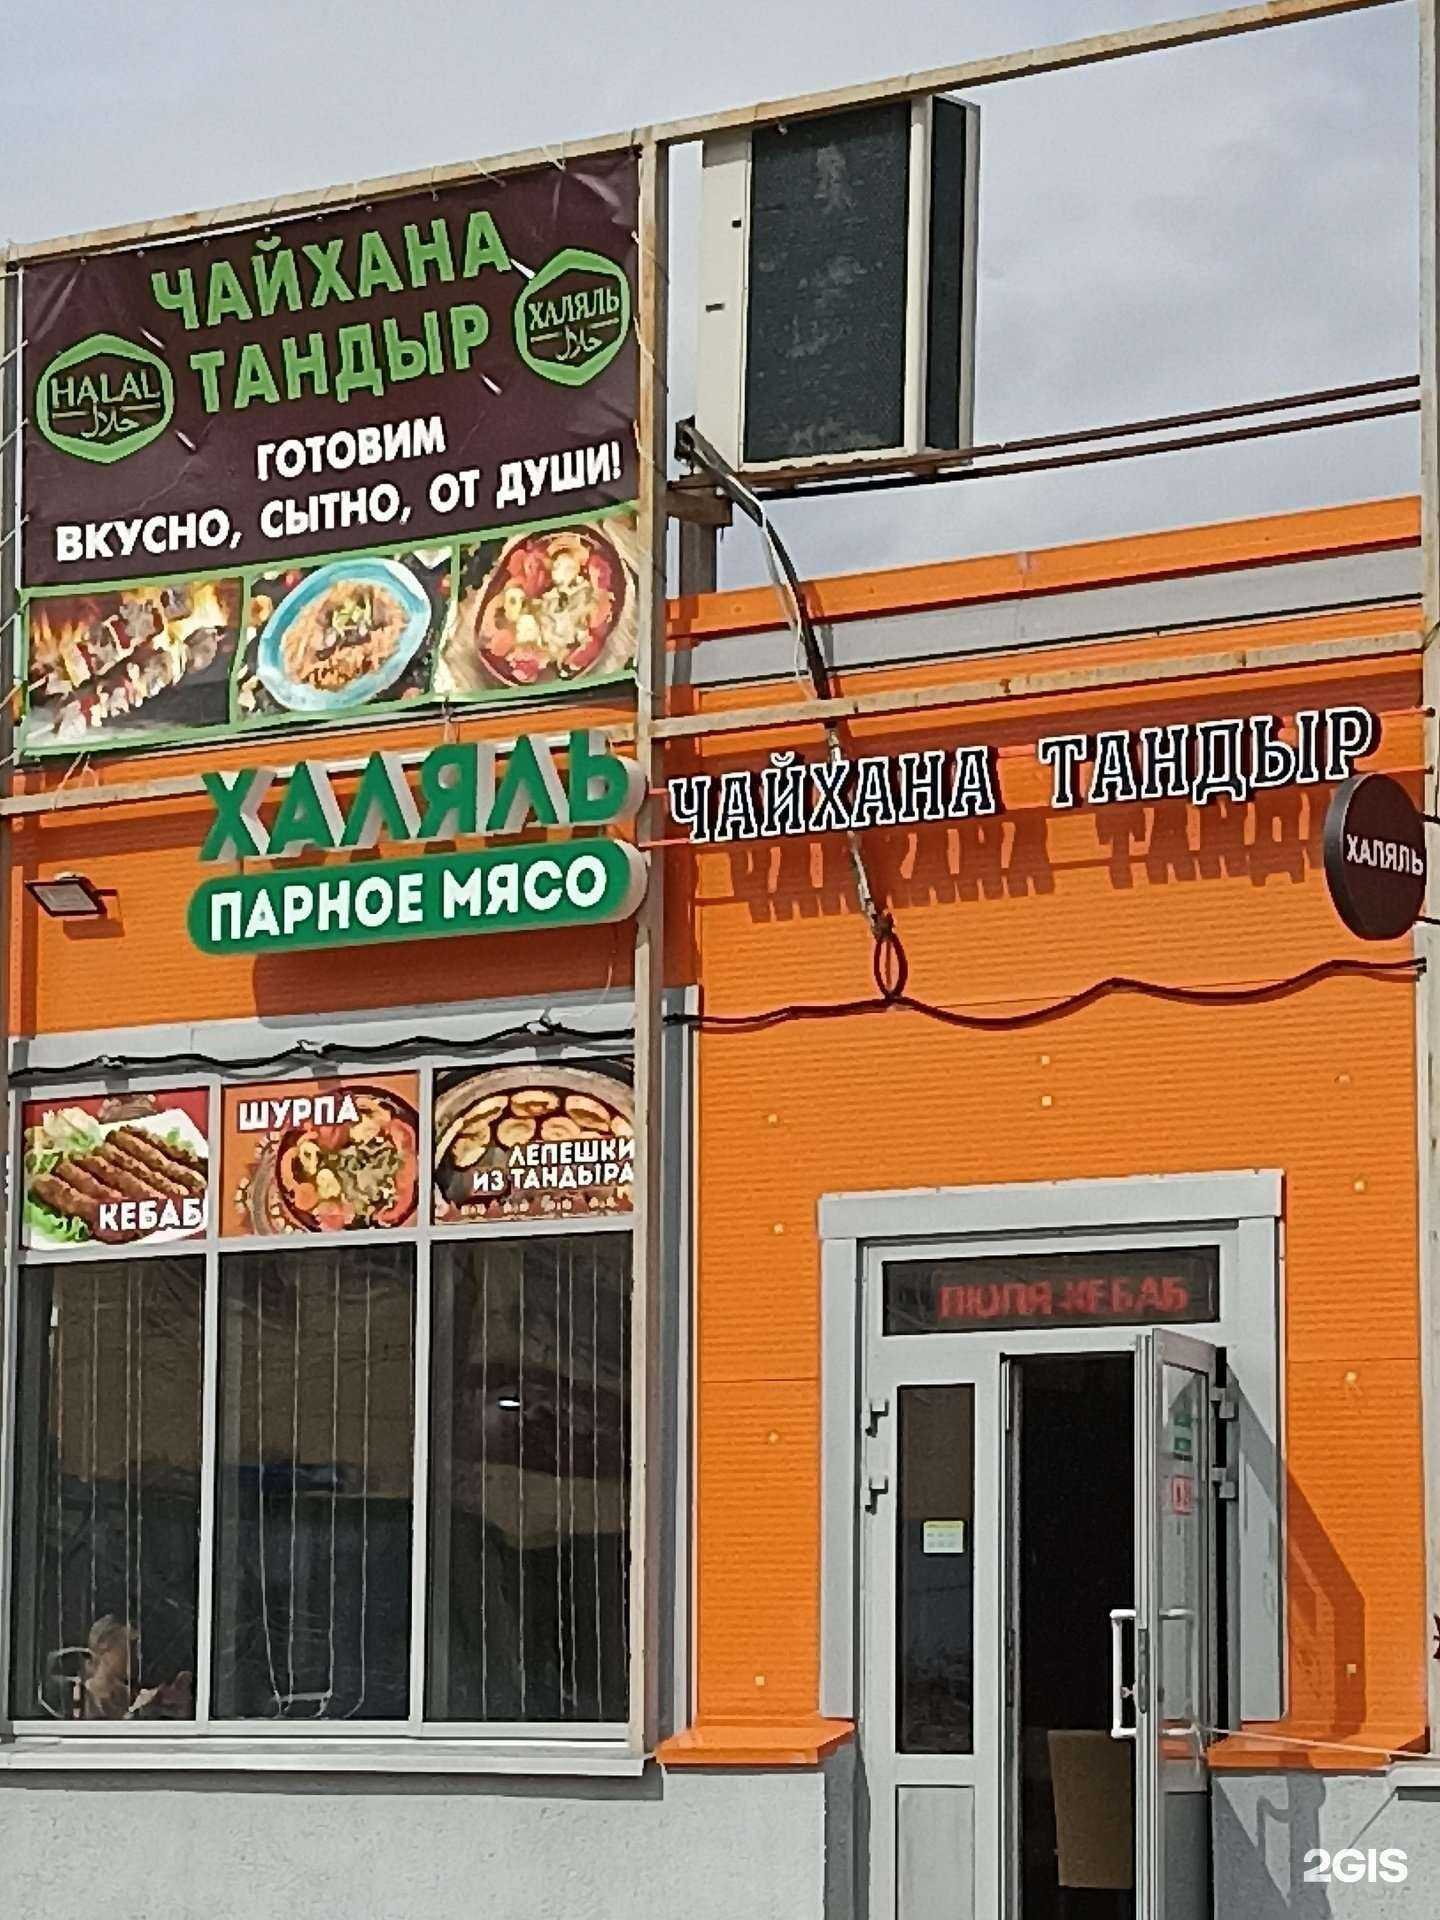 ЧАЙХАНА
ТАНДЫР
HALAL
حلال
ХАЛЯЛЬ
حلال
ГОТОВИМ
ВКУСНО, СЫТНО, ОТ ДУШИ!
ХАЛЯЛЬ
ПАРНОЕ МЯСО
ЧАЙХАНА ТАНДЫР
ХАЛЯЛЬ
КЕБАБ
ШУРПА
ЛЕПЕШКИ
ИЗ ТАНДЫРА
ЛЮЛЯ-КЕБАБ
2GIS